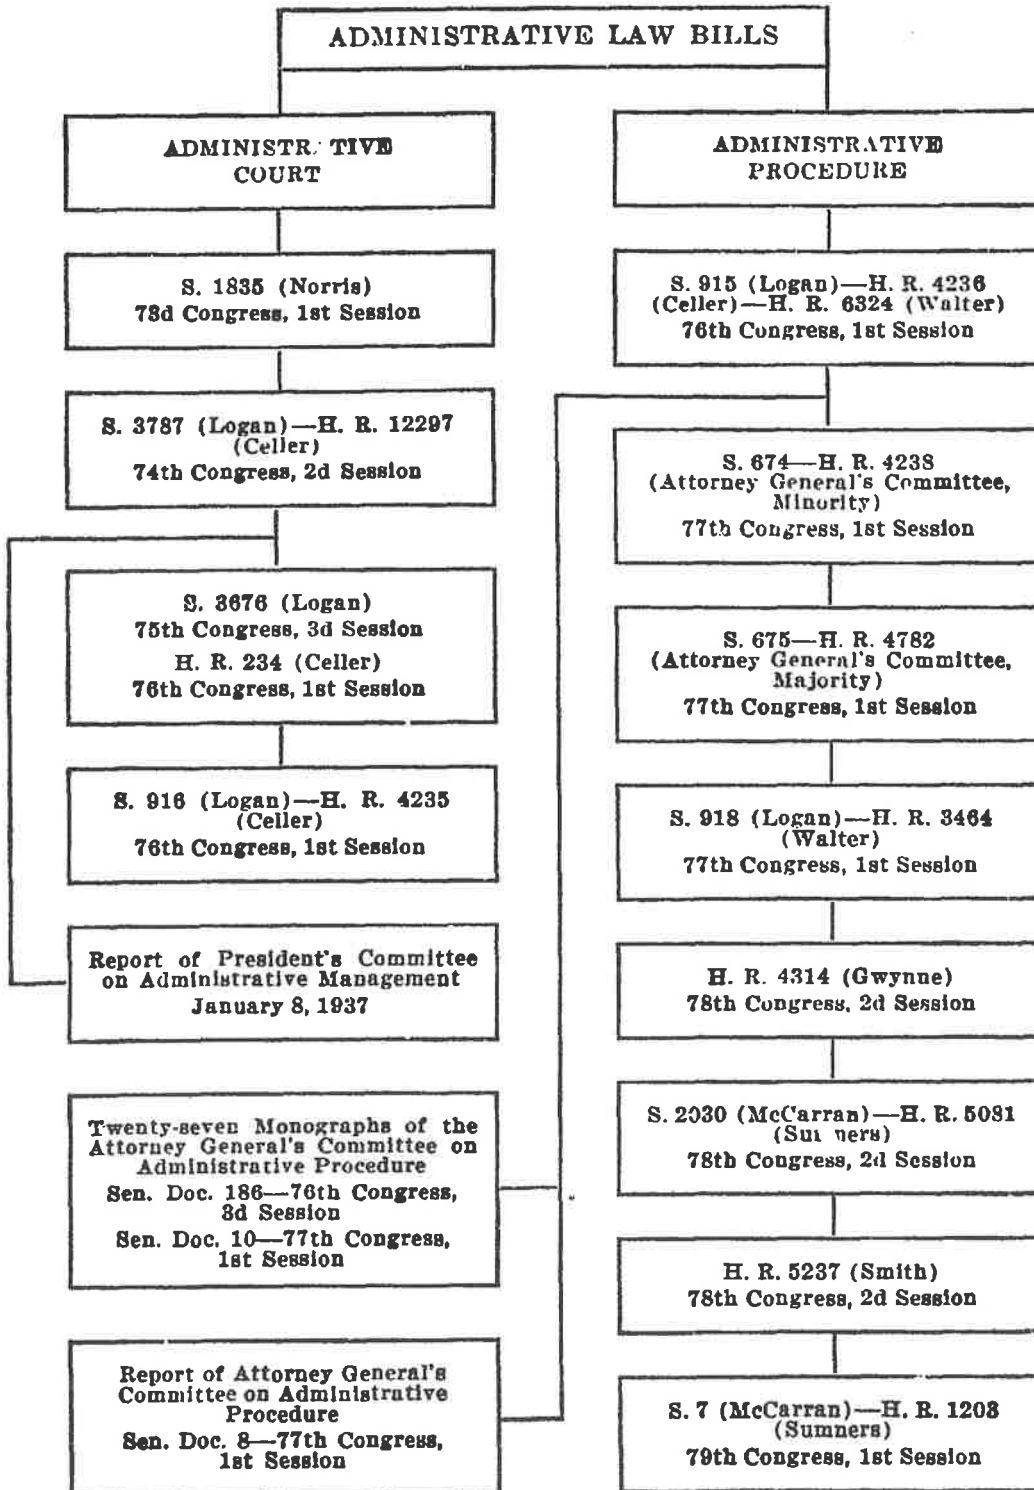 ADMINISTRATIVE LAW BILLS
ADMINISTR. TIVE
COURT
S. 1835 (Norris)
73d Congress, 1st Session
S. 3787 (Logan)—H. R. 12297
(Celler)
74th Congress, 2d Session
S. 3676 (Logan)
75th Congress, 3d Session
H. R. 234 (Celler)
76th Congress, 1st Session
S. 916 (Logan)—H. R. 4235
(Celler)
76th Congress, 1st Session
Report of President's Committee
on Administrative Management
January 8, 1937
Twenty-seven Monographs of the
Attorney General's Committee on
Administrative Procedure
Sen. Doc. 186—76th Congress,
3d Session
Sen. Doc. 10—77th Congress,
1st Session
Report of Attorney General's
Committee on Administrative
Procedure
Sen. Doc. 8—77th Congress,
1st Session
ADMINISTRATIVE
PROCEDURE
S. 915 (Logan)—H. R. 4236
(Celler)—H. R. 6324 (Walter)
76th Congress, 1st Session
S. 674—H. R. 4238
(Attorney General's Committee,
Minority)
77th Congress, 1st Session
S. 675—H. R. 4782
(Attorney General's Committee,
Majority)
77th Congress, 1st Session
S. 918 (Logan)—H. R. 3464
(Walter)
77th Congress, 1st Session
H. R. 4314 (Gwynne)
78th Congress, 2d Session
S. 2030 (McCarran)—H. R. 5081
(Sumners)
78th Congress, 2d Session
H. R. 5237 (Smith)
78th Congress, 2d Session
S. 7 (McCarran)—H. R. 1203
(Sumners)
79th Congress, 1st Session